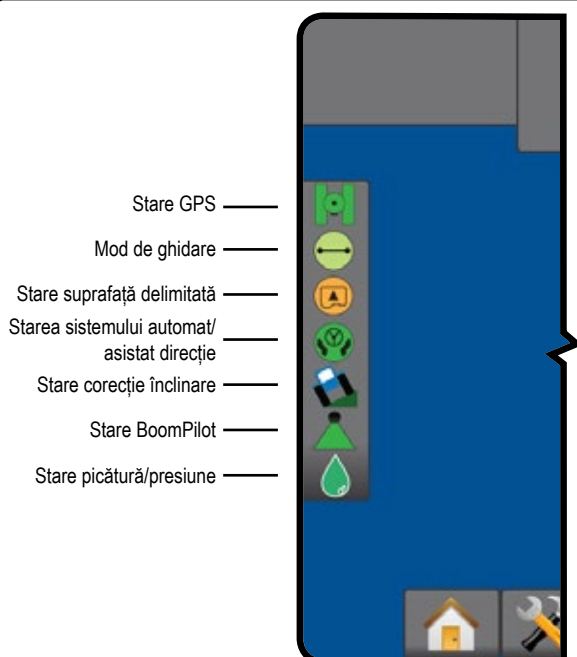 Stare GPS
Mod de ghidare
Stare suprafață delimitată
Starea sistemului automat/
asistat direcție
Stare corecție înclinare
Stare BoomPilot
Stare picătură/presiune